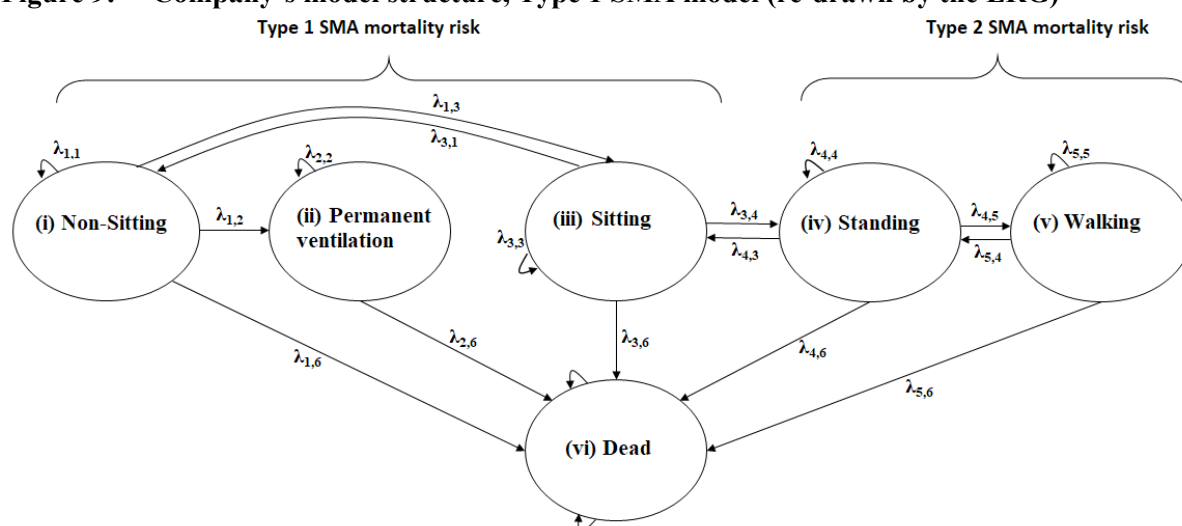 Figure 9: Company's model structure, Type 1 SMA model (re-drawn by the ERG)
Type 1 SMA mortality risk
Type 2 SMA mortality risk
λ1,3
λ3,1
λ1,1
λ2,2
λ4,4
λ5,5
(i) Non-Sitting
λ1,2
(ii) Permanent
ventilation
(iii) Sitting
λ3,3
λ3,4
λ4,3
(iv) Standing
λ4,5
λ5,4
(v) Walking
λ1,6
λ2,6
λ3,6
λ4,6
λ5,6
(vi) Dead